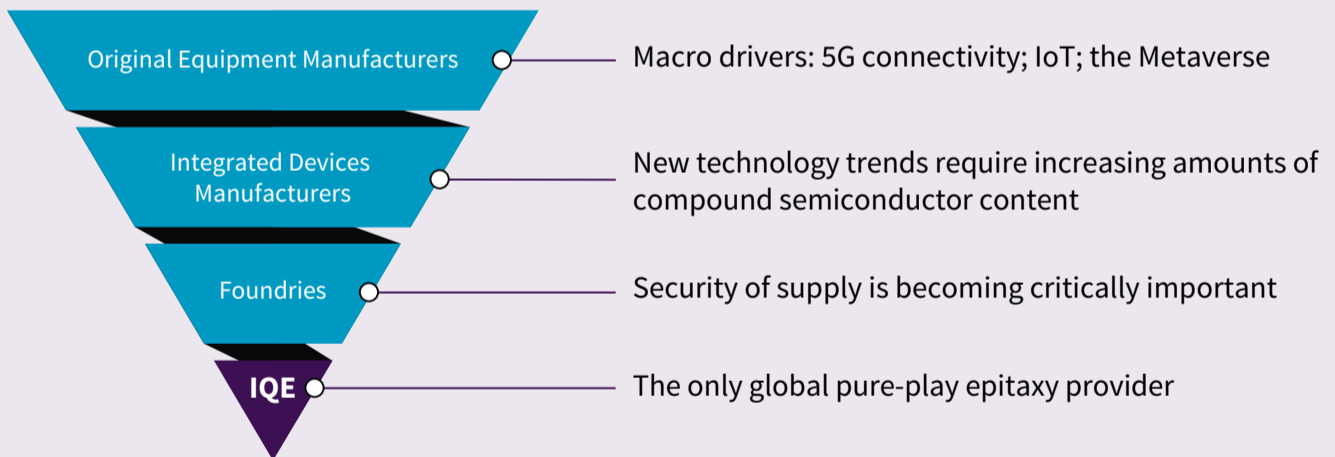 Original Equipment Manufacturers
Macro drivers: 5G connectivity; IoT; the Metaverse
Integrated Devices
Manufacturers
New technology trends require increasing amounts of
compound semiconductor content
Foundries
Security of supply is becoming critically important
IQE
The only global pure-play epitaxy provider